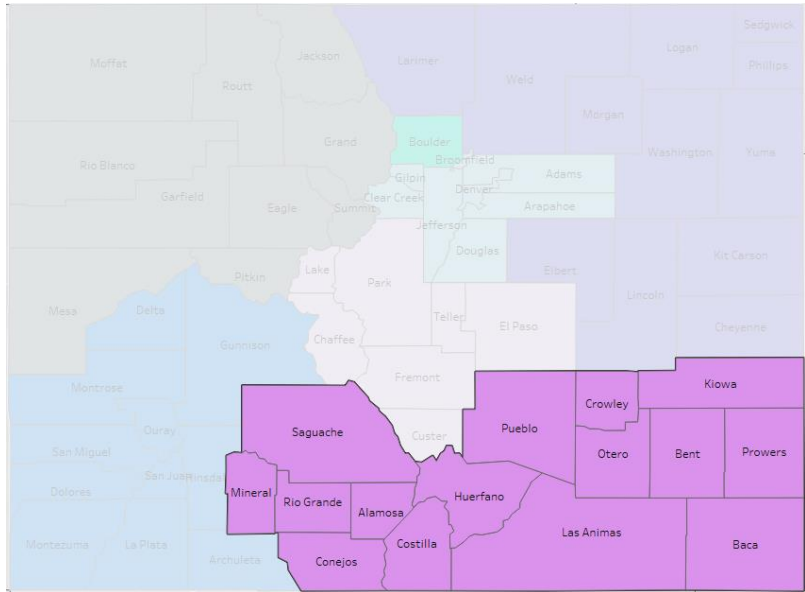 Sedgwick
Jackson
Logan
Larimer
Moffat
Phillips
Weld
Routt
Morgan
Grand
Boulder
Washington
Yuma
Broomfield
Rio Blanco
Gilpin
Adams
Denver
Garfield
Clear Creek
Eagle
Summit
Arapahoe
Jefferson
Douglas
Kit Carson
Lake
Elbert
Pitkin
Park
Lincoln
Mesa
Delta
Teller
El Paso
Cheyenne
Chaffee
Gunnison
Fremont
Montrose
Kiowa
Crowley
Pueblo
Ouray
Saguache
Custer
San Miguel
Otero
Bent
Prowers
San Juan
Dolores
Mineral
Rio Grande
Huerfano
Alamosa
Las Animas
Montezuma
La Plata
Costilla
Baca
Archuleta
Conejos